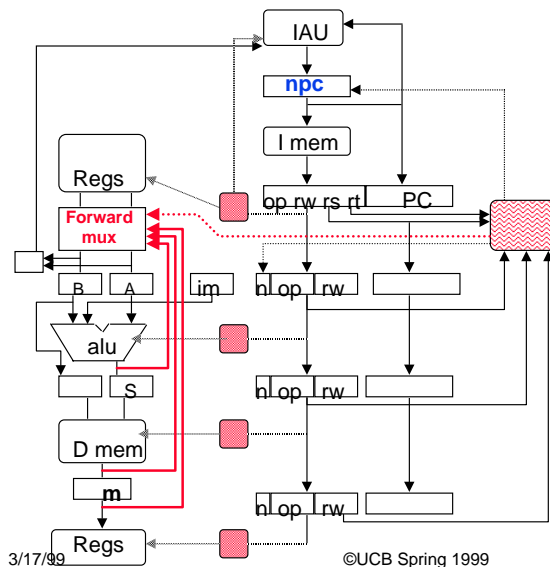 IAU
npc
I mem
Regs
op rw rs rt PC
Forward
mux
B A im n op rw
alu
S n op rw
D mem
m n op rw
Regs
3/17/99 ©UCB Spring 1999